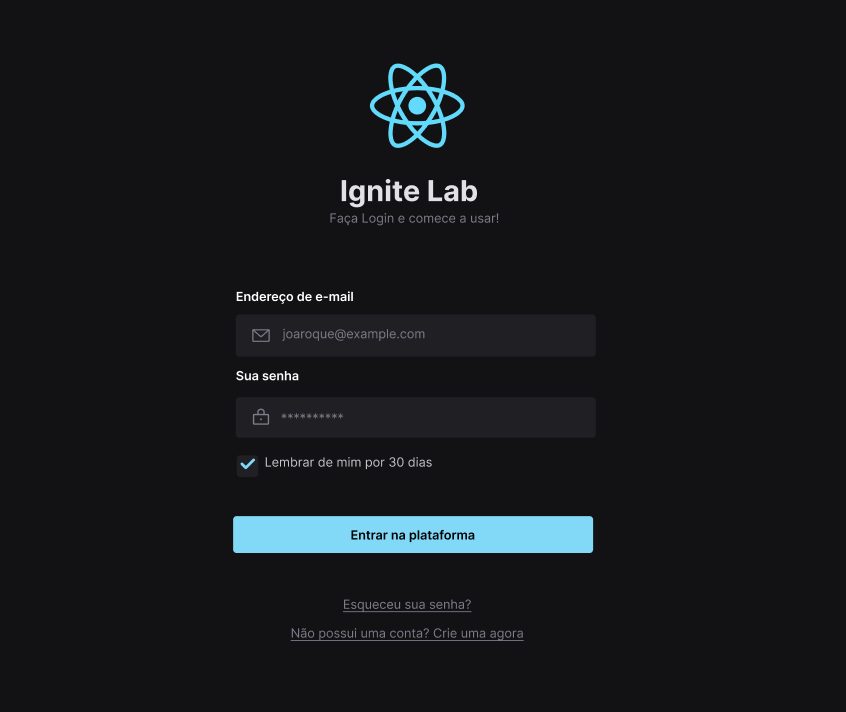 Ignite Lab
Faça Login e comece a usar!
Endereço de e-mail
joaroque@example.com
Sua senha
**********
Lembrar de mim por 30 dias
Entrar na plataforma
Esqueceu sua senha?
Não possui uma conta? Crie uma agora